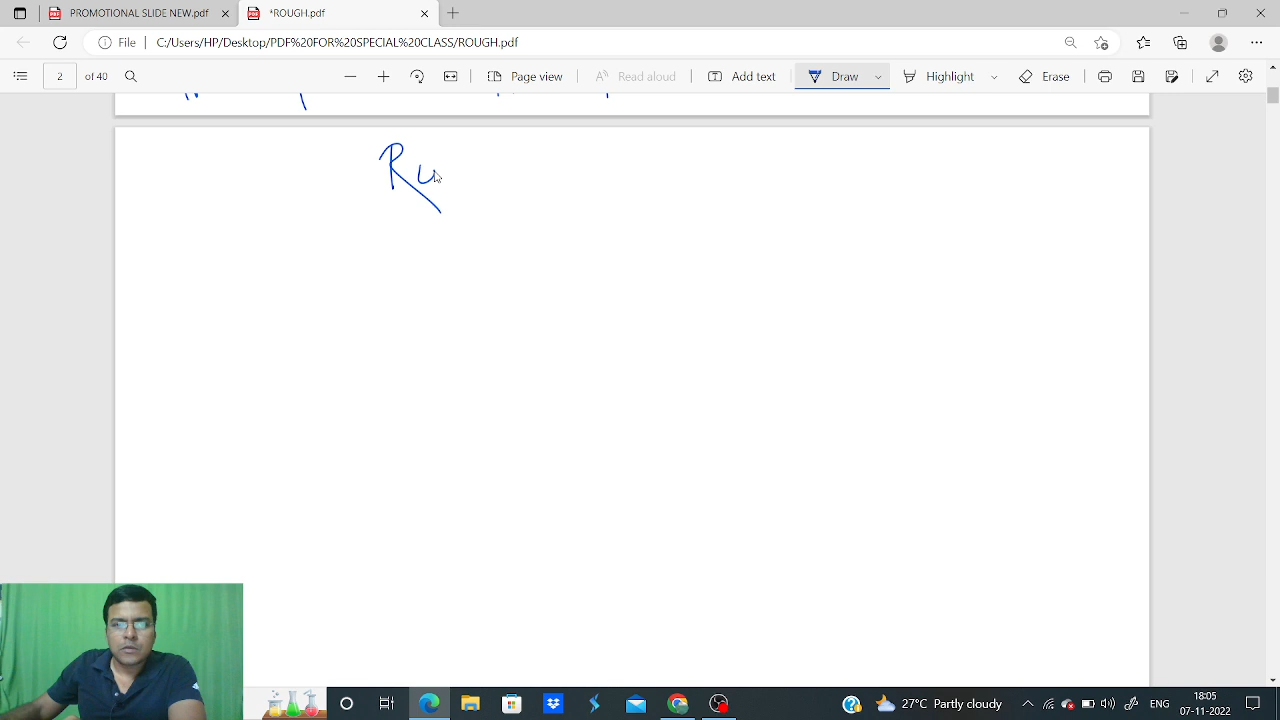 PROMOTIONAL SLIDE NEW.pdf
*ROUGH.pdf
File
C:/Users/HP/Desktop/PDF%20FOR%20SPECIAL%20CLASS/ROUGH.pdf
2 of 40
Page view
Read aloud
Add text
Draw
Highlight
Erase
Ru
27°C Partly cloudy
ENG
18:05
07-11-2022